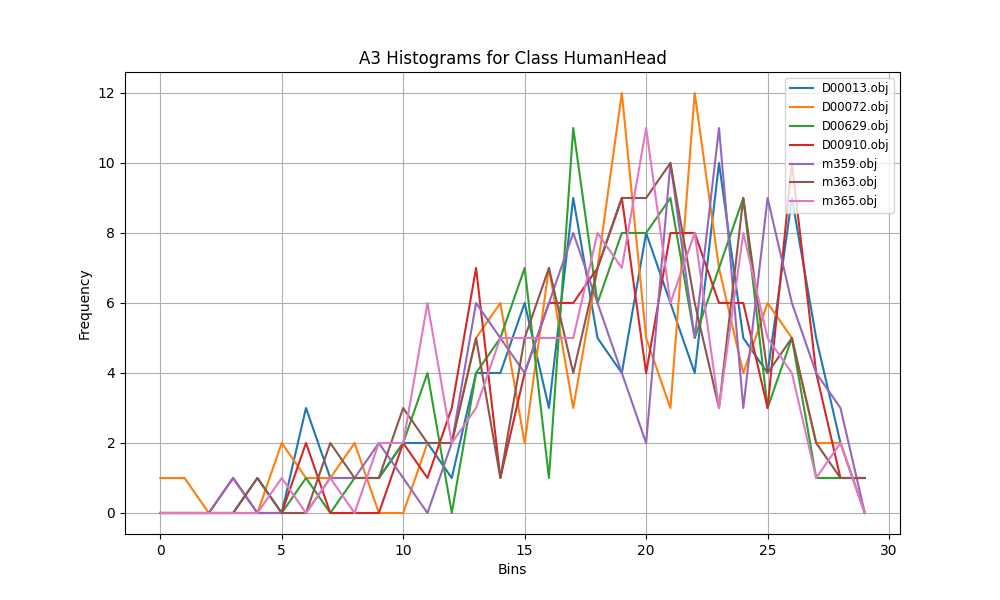 A3 Histograms for Class HumanHead
Frequency
12
10
8
6
4
2
0
D00013.obj
D00072.obj
D00629.obj
D00910.obj
m359.obj
m363.obj
m365.obj
0 5 10 15 20 25 30
Bins